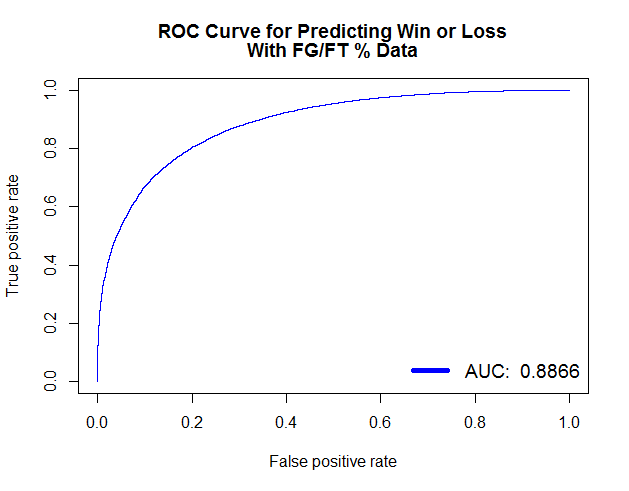 ROC Curve for Predicting Win or Loss
With FG/FT % Data
True positive rate
1.0
0.8
0.6
0.4
0.2
0.0
AUC:  0.8866
0.0 0.2 0.4 0.6 0.8 1.0
False positive rate